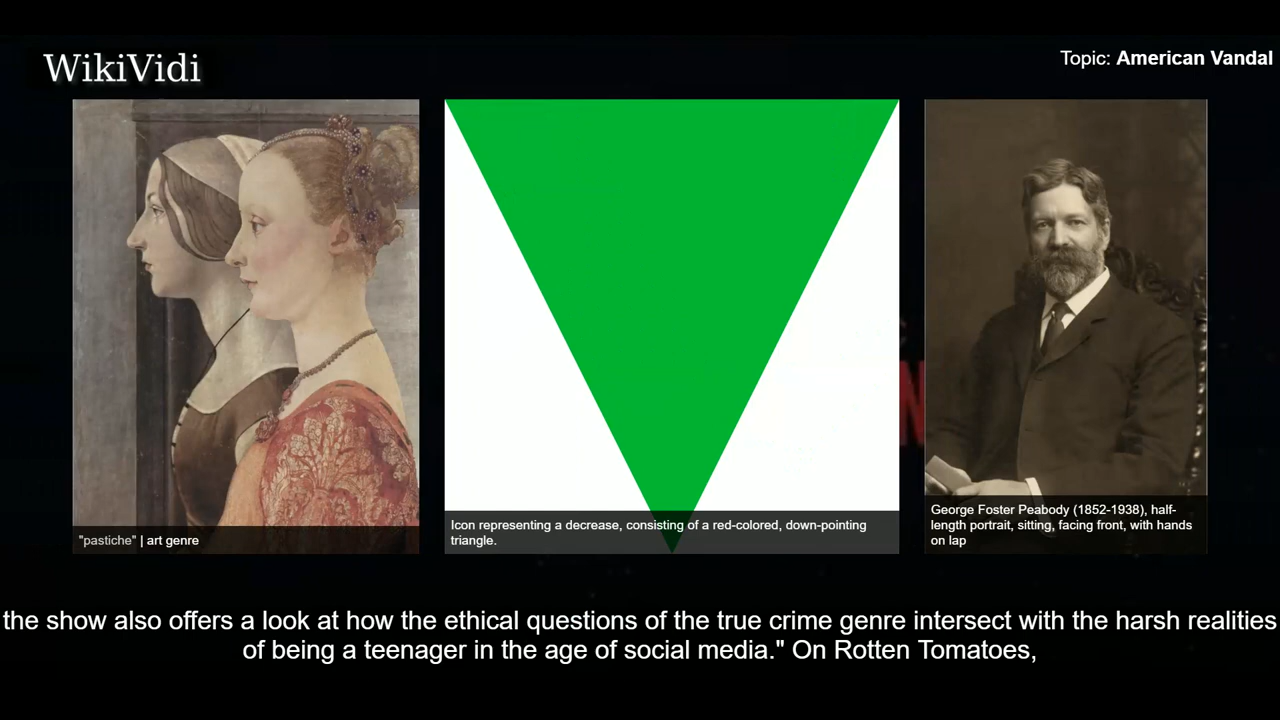 WikiVidi
Topic: American Vandal
"pastiche" | art genre
Icon representing a decrease, consisting of a red-colored, down-pointing
triangle.
George Foster Peabody (1852-1938), half-
length portrait, sitting, facing front, with hands
on lap
the show also offers a look at how the ethical questions of the true crime genre intersect with the harsh realities
of being a teenager in the age of social media." On Rotten Tomatoes,